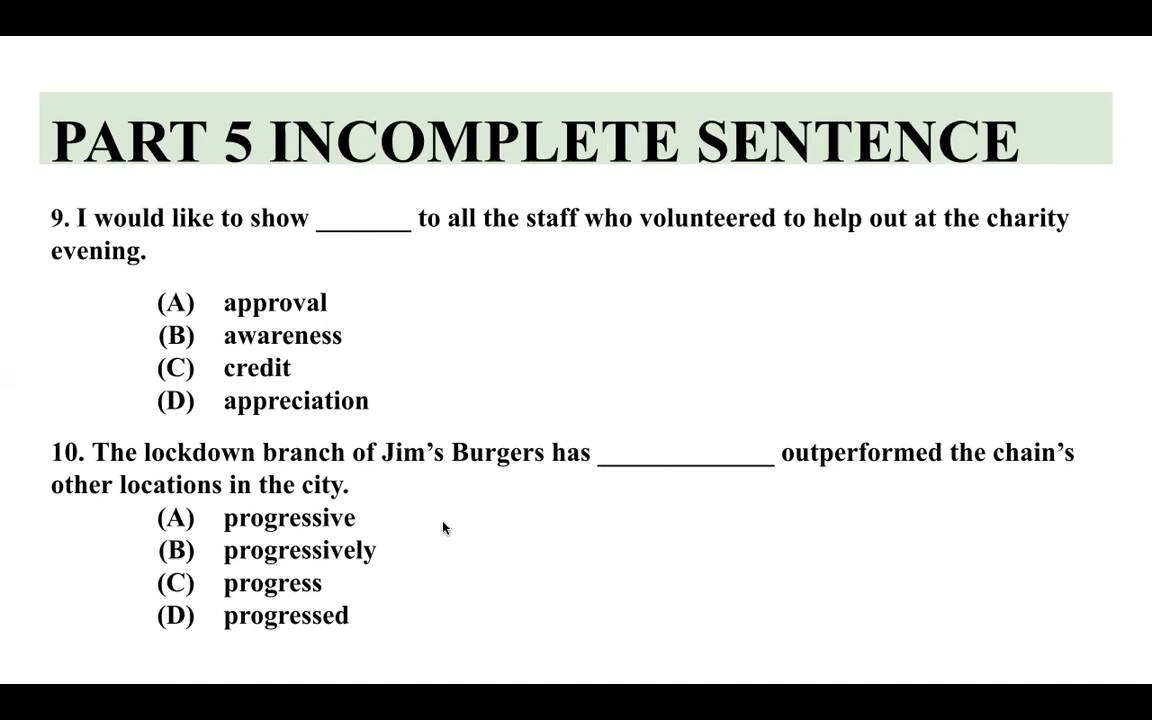 PART 5 INCOMPLETE SENTENCE
9. I would like to show _______ to all the staff who volunteered to help out at the charity
evening.
(A) approval
(B) awareness
(C) credit
(D) appreciation
10. The lockdown branch of Jim’s Burgers has _____________ outperformed the chain’s
other locations in the city.
(A) progressive
(B) progressively
(C) progress
(D) progressed